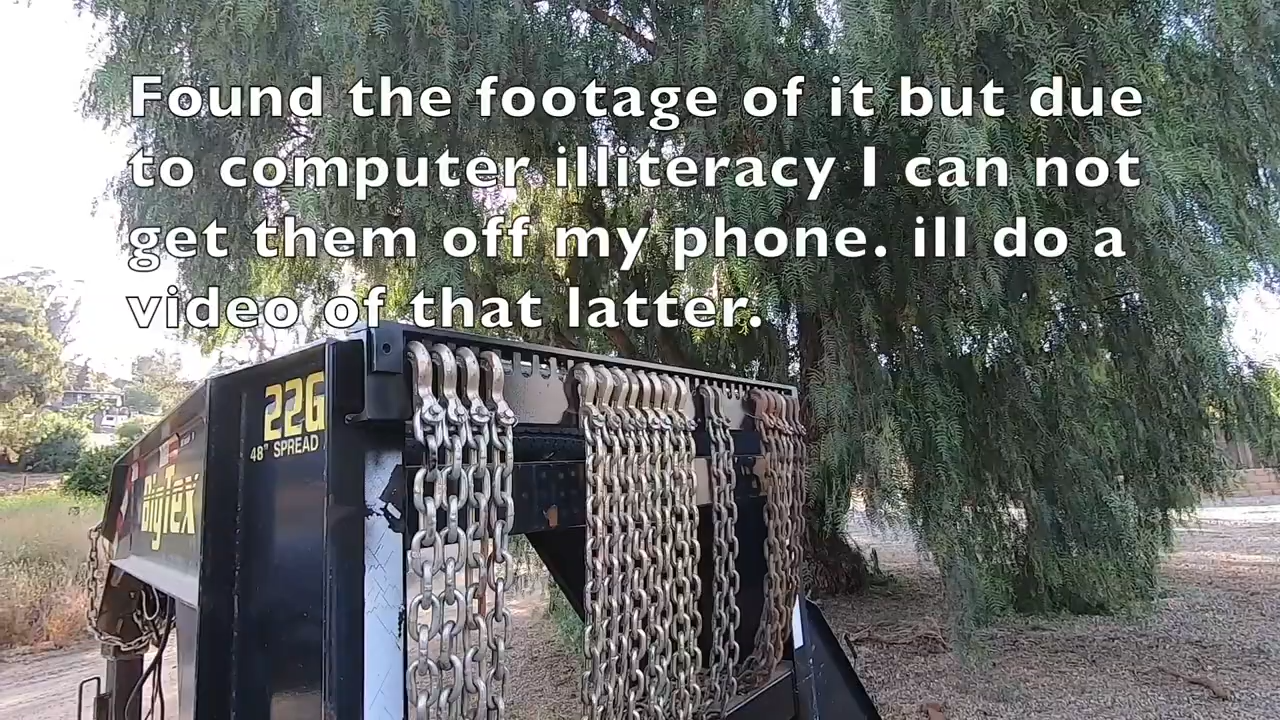 Found the footage of it but due
to computer illiteracy I can not
get them off my phone. ill do a
video of that latter.
22G
48" SPREAD
BIGTEX